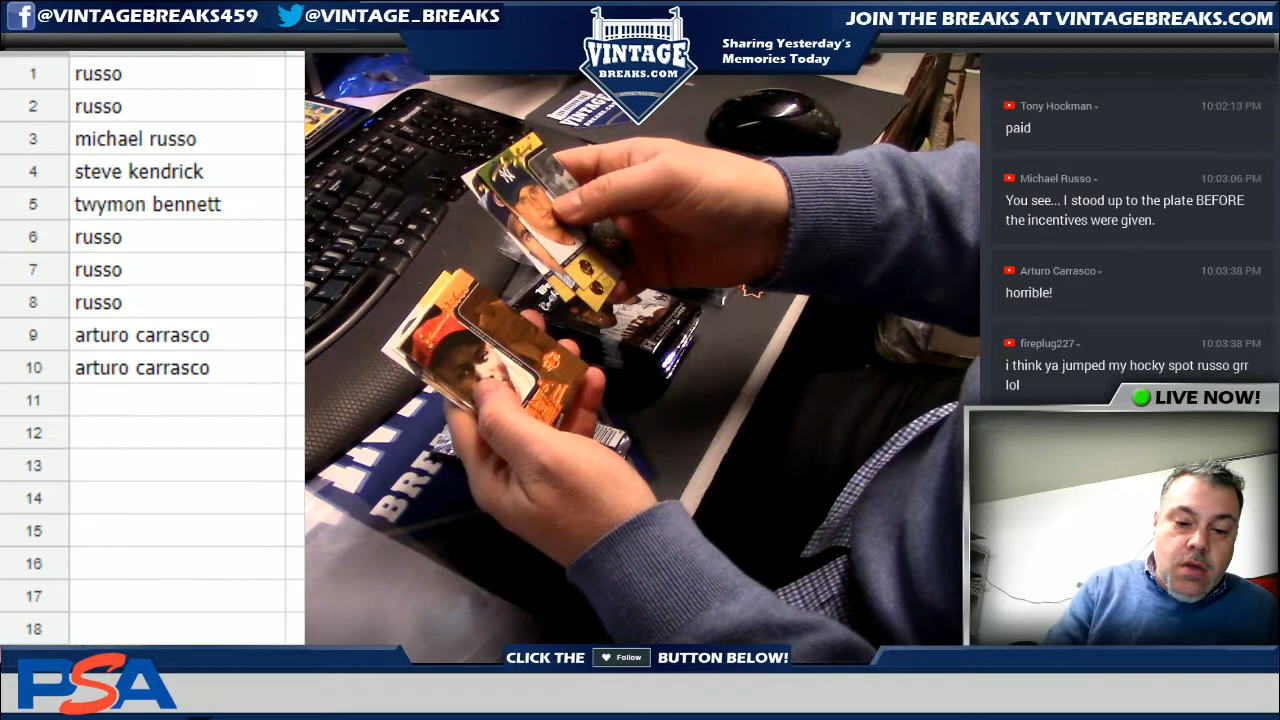 @VINTAGEBREAKS459
@VINTAGE_BREAKS
VINTAGE
BREAKS.COM
Sharing Yesterday's
Memories Today
JOIN THE BREAKS AT VINTAGEBREAKS.COM
1 russo
2 russo
3 michael russo
4 steve kendrick
5 twymon bennett
6 russo
7 russo
8 russo
9 arturo carrasco
10 arturo carrasco
11
12
13
14
15
16
17
18
BREA
Tony Hockman 10:02:13 PM
paid
Michael Russo 10:03:06 PM
You see... I stood up to the plate BEFORE
the incentives were given.
Arturo Carrasco 10:03:38 PM
horrible!
fireplug227 10:03:38 PM
i think ya jumped my hocky spot russo grr
lol
LIVE NOW!
CLICK THE Follow BUTTON BELOW!
PSA